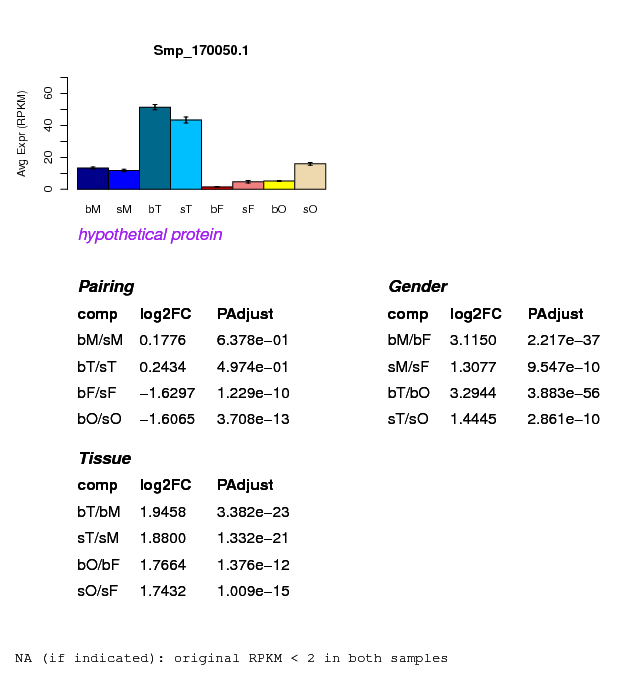 Smp_170050.1
Avg Expr (RPKM)
60
40
20
0
bM sM bT sT bF sF bO sO
hypothetical protein
Pairing
comp log2FC PAdjust
bM/sM 0.1776 6.378e−01
bT/sT 0.2434 4.974e−01
bF/sF −1.6297 1.229e−10
bO/sO −1.6065 3.708e−13
Gender
comp log2FC PAdjust
bM/bF 3.1150 2.217e−37
sM/sF 1.3077 9.547e−10
bT/bO 3.2944 3.883e−56
sT/sO 1.4445 2.861e−10
Tissue
comp log2FC PAdjust
bT/bM 1.9458 3.382e−23
sT/sM 1.8800 1.332e−21
bO/bF 1.7664 1.376e−12
sO/sF 1.7432 1.009e−15
NA (if indicated): original RPKM < 2 in both samples